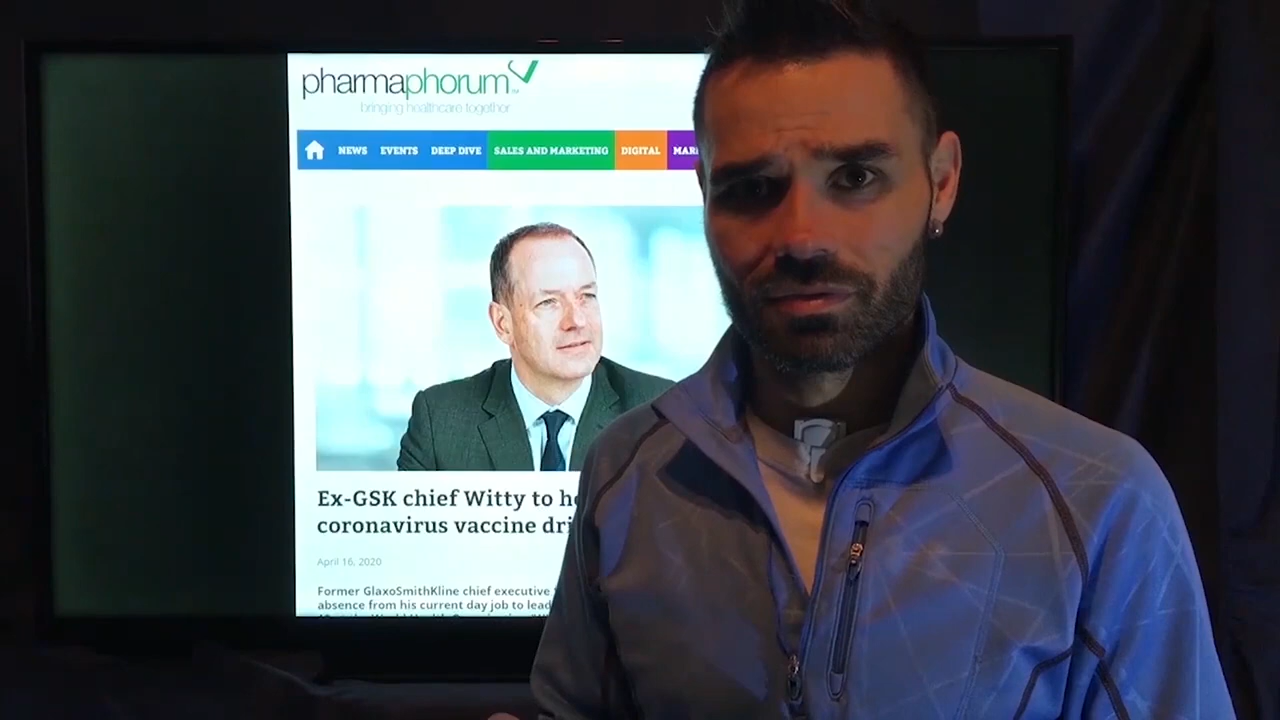 pharmaphorum
bringing healthcare together
NEWS EVENTS DEEP DIVE SALES AND MARKETING DIGITAL
Ex-GSK chief Witty to
coronavirus vaccine
April 16, 2020
Former GlaxoSmithKline chief executive
absence from his current day job to lead